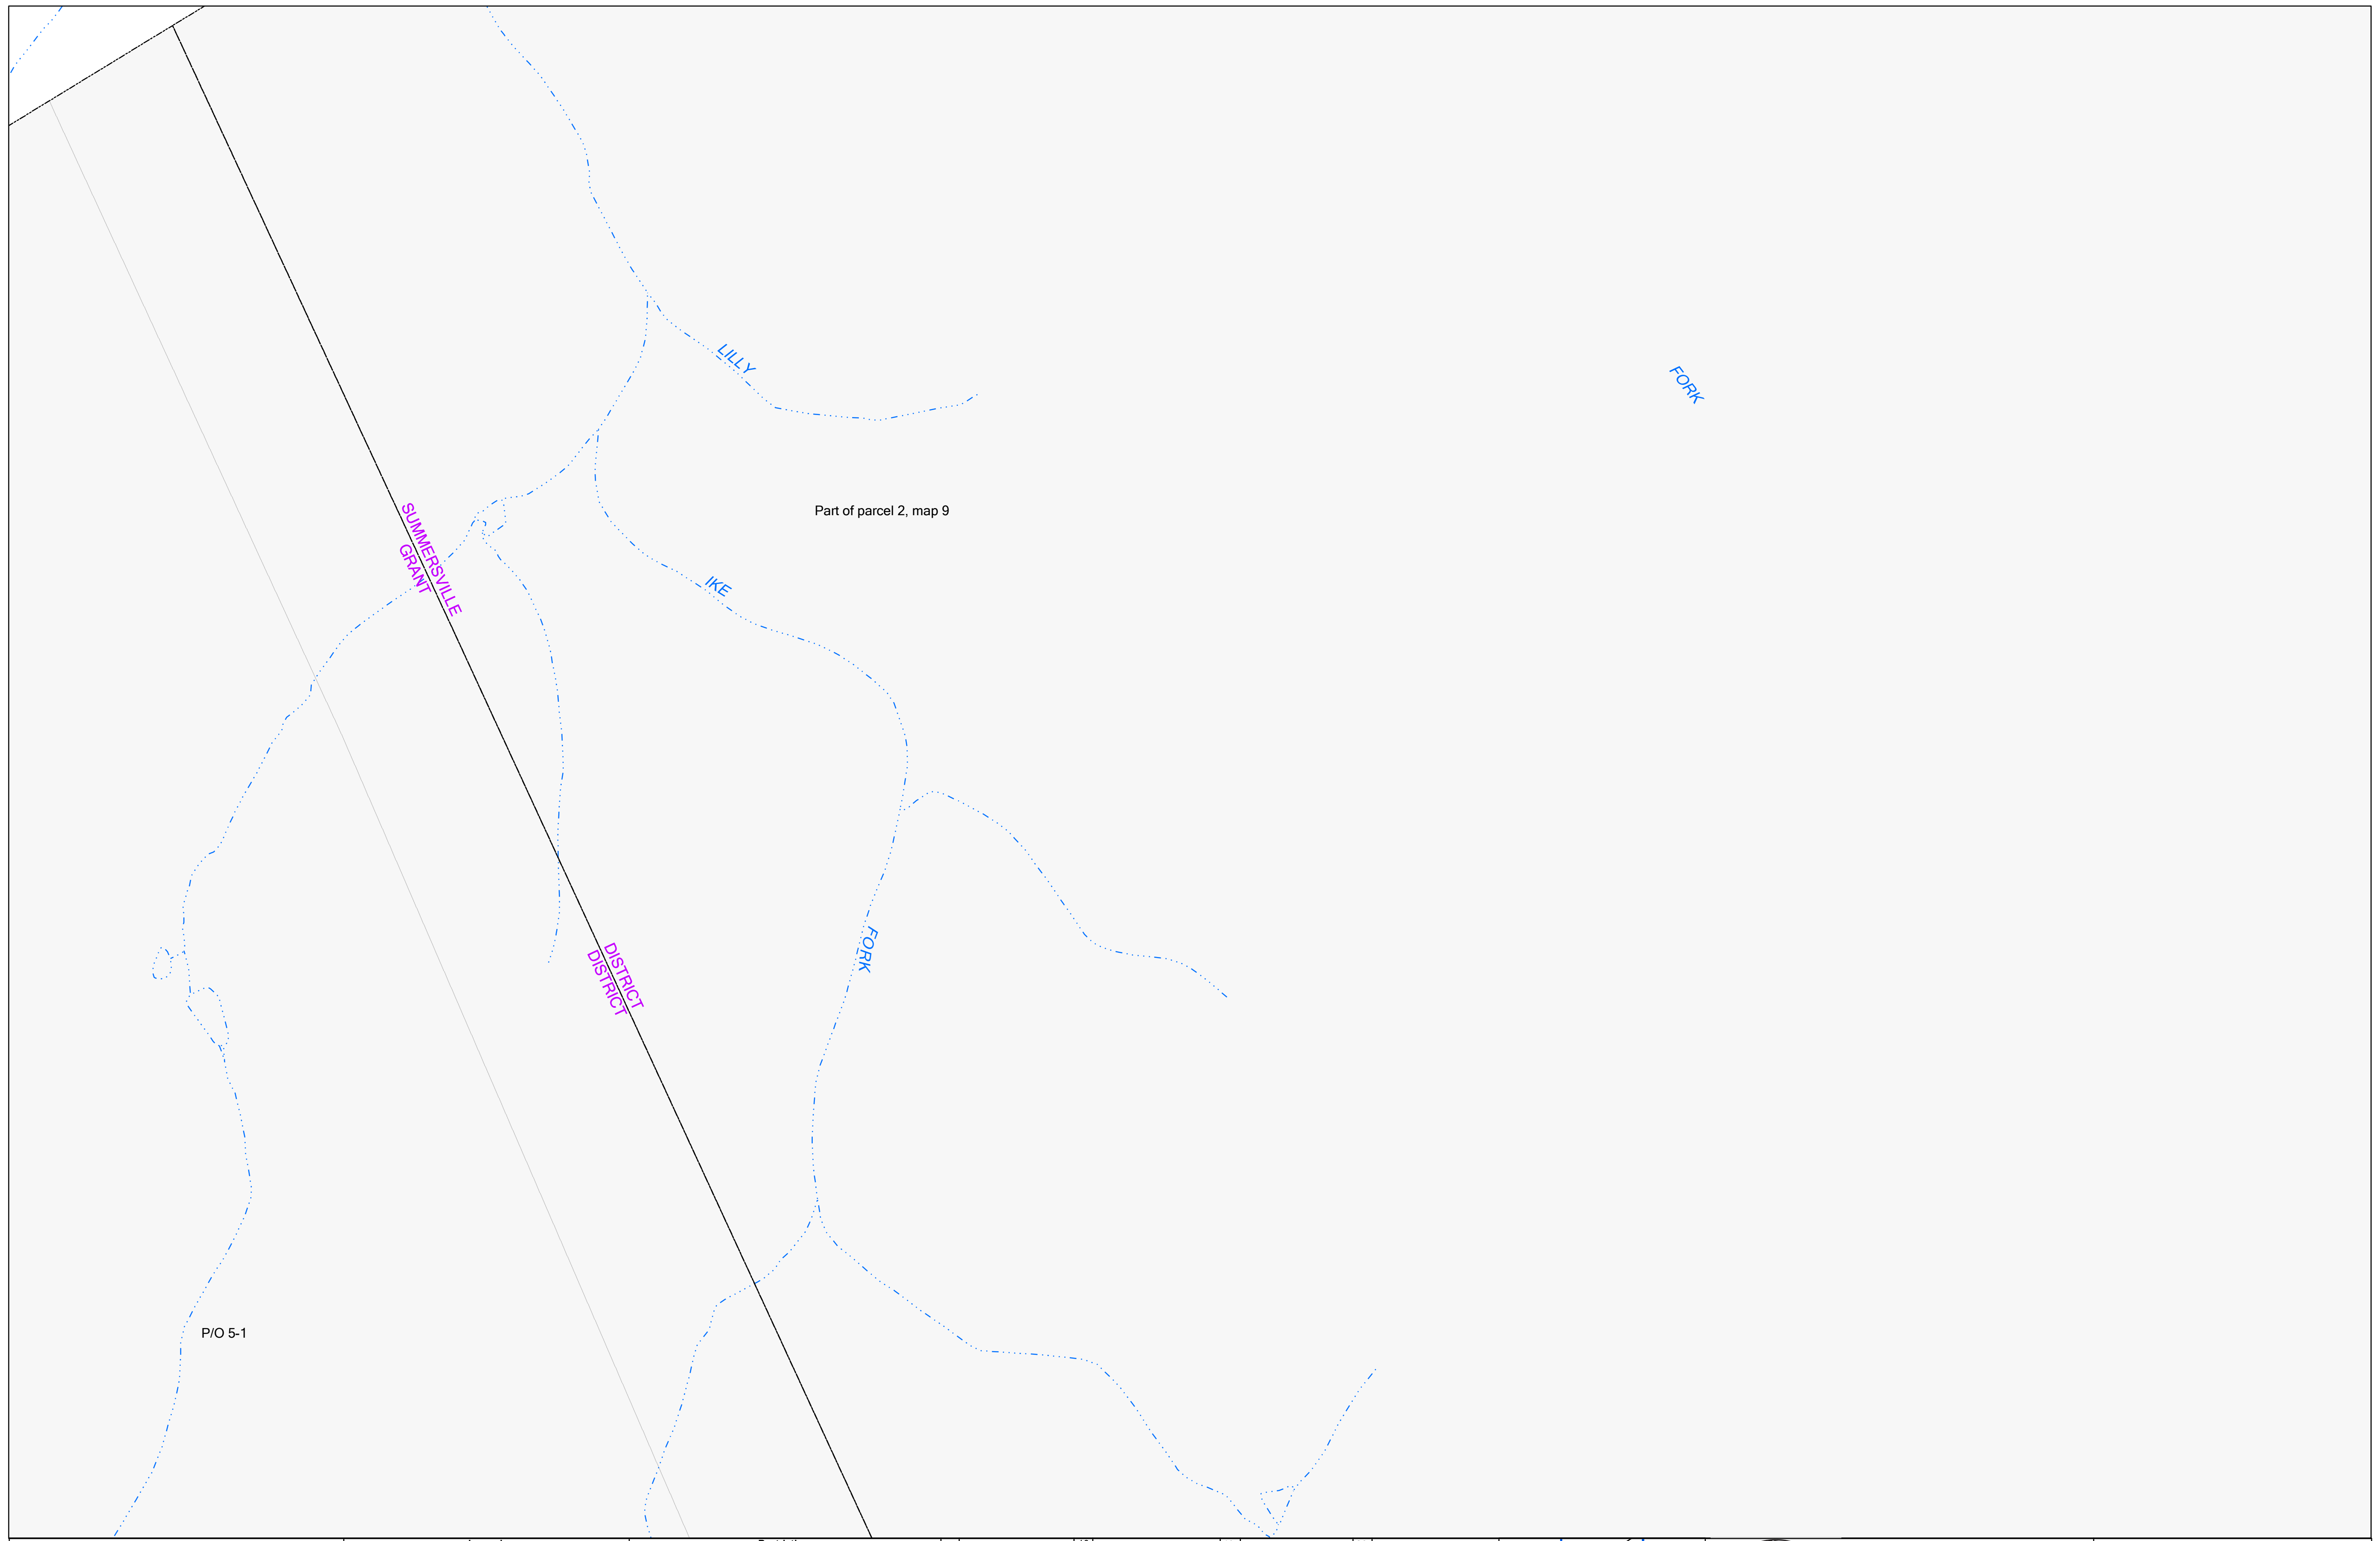 LILLY
FORK
Part of parcel 2, map 9
SUMMERSVILLE
GRANT
IKE
FORK
DISTRICT
DISTRICT
P/O 5-1